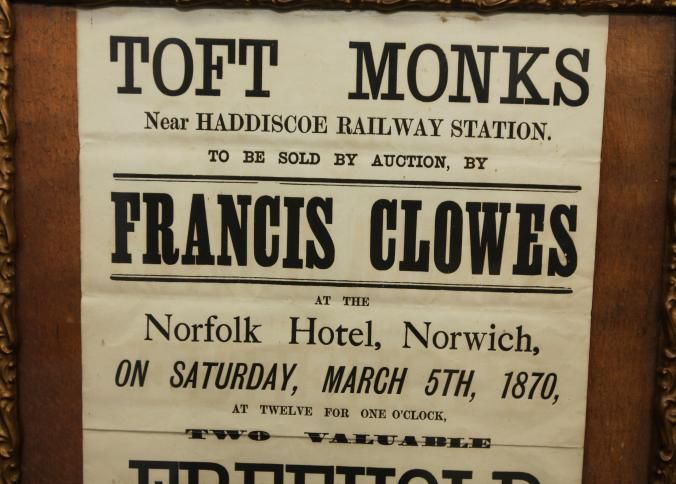 TOFT MONKS
Near HADDISCOE RAILWAY STATION.
TO BE SOLD BY AUCTION, BY
FRANCIS CLOWES
AT THE
Norfolk Hotel, Norwich,
ON SATURDAY, MARCH 5TH, 1870,
AT TWELVE FOR ONE O'CLOCK,
TWO VALUABLE
FREEHOLD